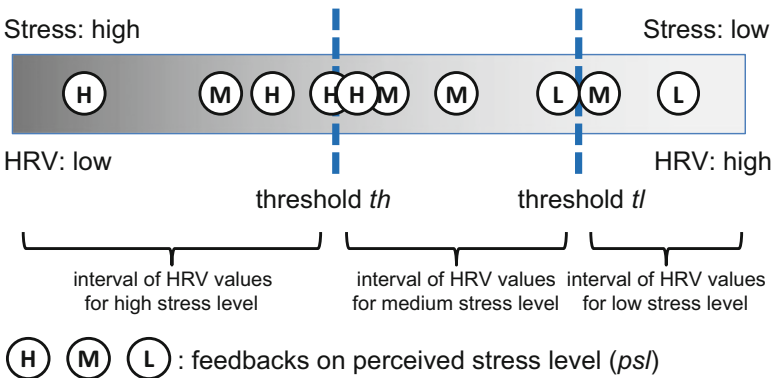 Stress: high Stress: low
H M H H H M M L M L
HRV: low HRV: high
threshold th threshold tl
interval of HRV values interval of HRV values interval of HRV values
for high stress level for medium stress level for low stress level
H M L : feedbacks on perceived stress level (psl)